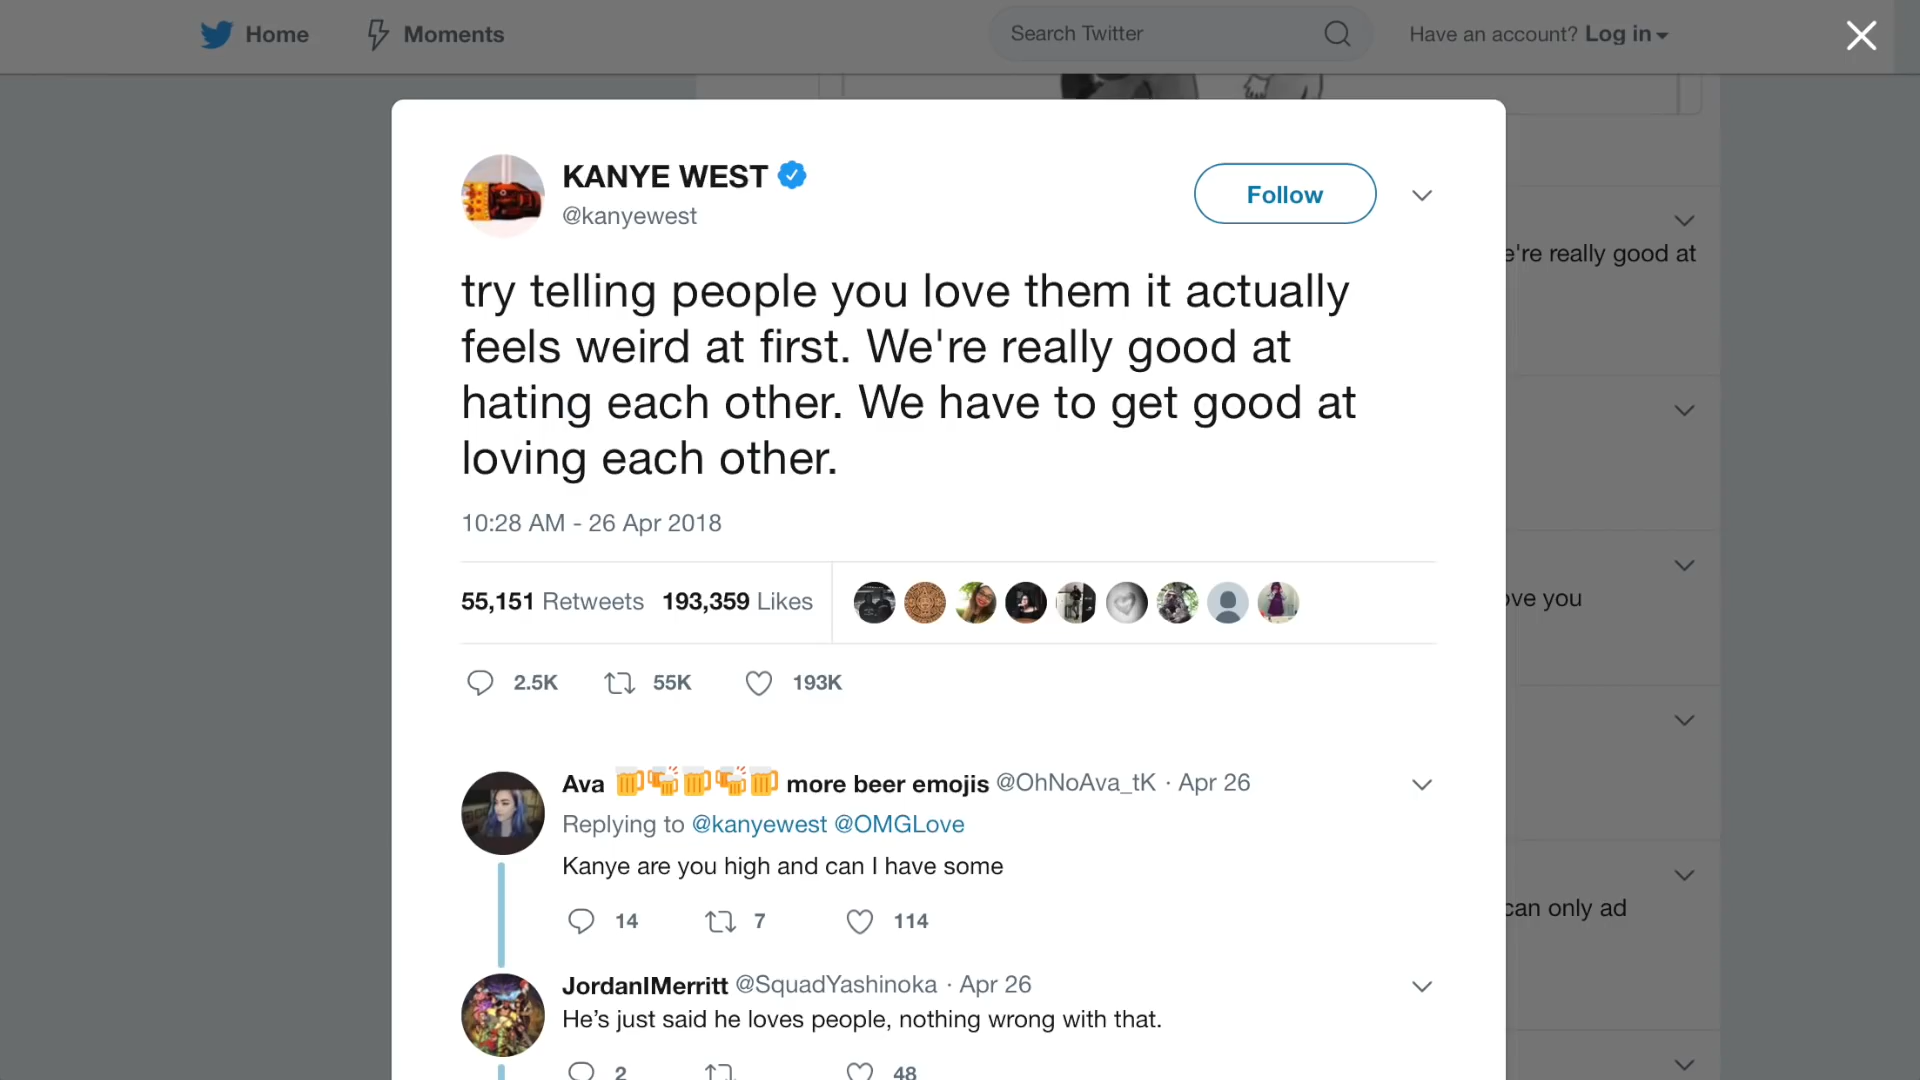 Home
Moments
Search Twitter
Have an account? Log in
KANYE WEST
@kanyewest
Follow
try telling people you love them it actually
feels weird at first. We're really good at
hating each other. We have to get good at
loving each other.
10:28 AM - 26 Apr 2018
55,151 Retweets 193,359 Likes
2.5K 55K 193K
Ava 🍺🍻🍺🍻🍺 more beer emojis @OhNoAva_tK · Apr 26
Replying to @kanyewest @OMGLove
Kanye are you high and can I have some
14 7 114
JordanIMerritt @SquadYashinoka · Apr 26
He’s just said he loves people, nothing wrong with that.
2 48
e're really good at
ove you
can only ad